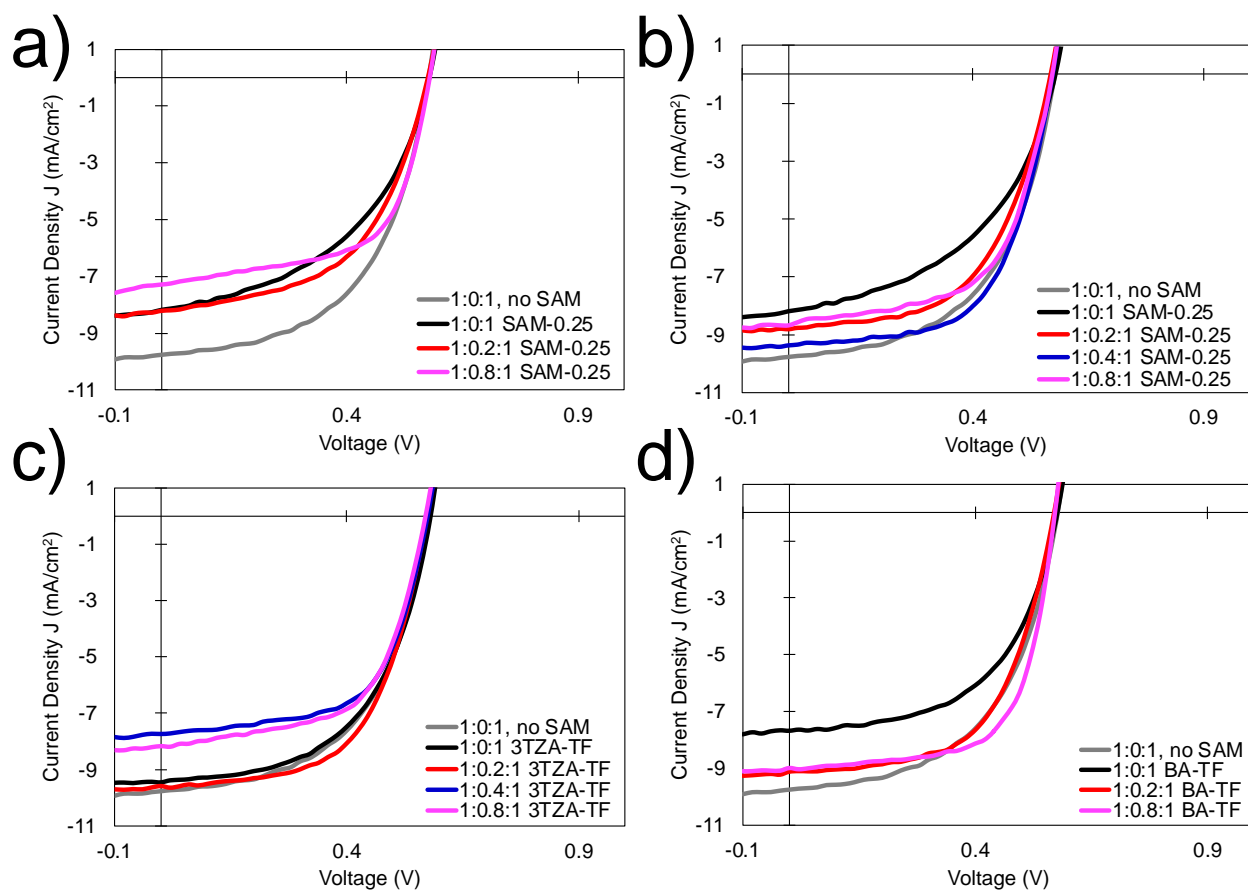 a)
1
-1
-3
-5
-7
-9
-11
Current Density J (mA/cm²)
-0.1
0.4
0.9
Voltage (V)
1:0:1, no SAM
1:0:1 SAM-0.25
1:0.2:1 SAM-0.25
1:0.8:1 SAM-0.25
b)
1
-1
-3
-5
-7
-9
-11
Current Density J (mA/cm²)
-0.1
0.4
0.9
Voltage (V)
1:0:1, no SAM
1:0:1 SAM-0.25
1:0.2:1 SAM-0.25
1:0.4:1 SAM-0.25
1:0.8:1 SAM-0.25
c)
1
-1
-3
-5
-7
-9
-11
Current Density J (mA/cm²)
-0.1
0.4
0.9
Voltage (V)
1:0:1, no SAM
1:0:1 3TZA-TF
1:0.2:1 3TZA-TF
1:0.4:1 3TZA-TF
1:0.8:1 3TZA-TF
d)
1
-1
-3
-5
-7
-9
-11
Current Density J (mA/cm²)
-0.1
0.4
0.9
Voltage (V)
1:0:1, no SAM
1:0:1 BA-TF
1:0.2:1 BA-TF
1:0.8:1 BA-TF